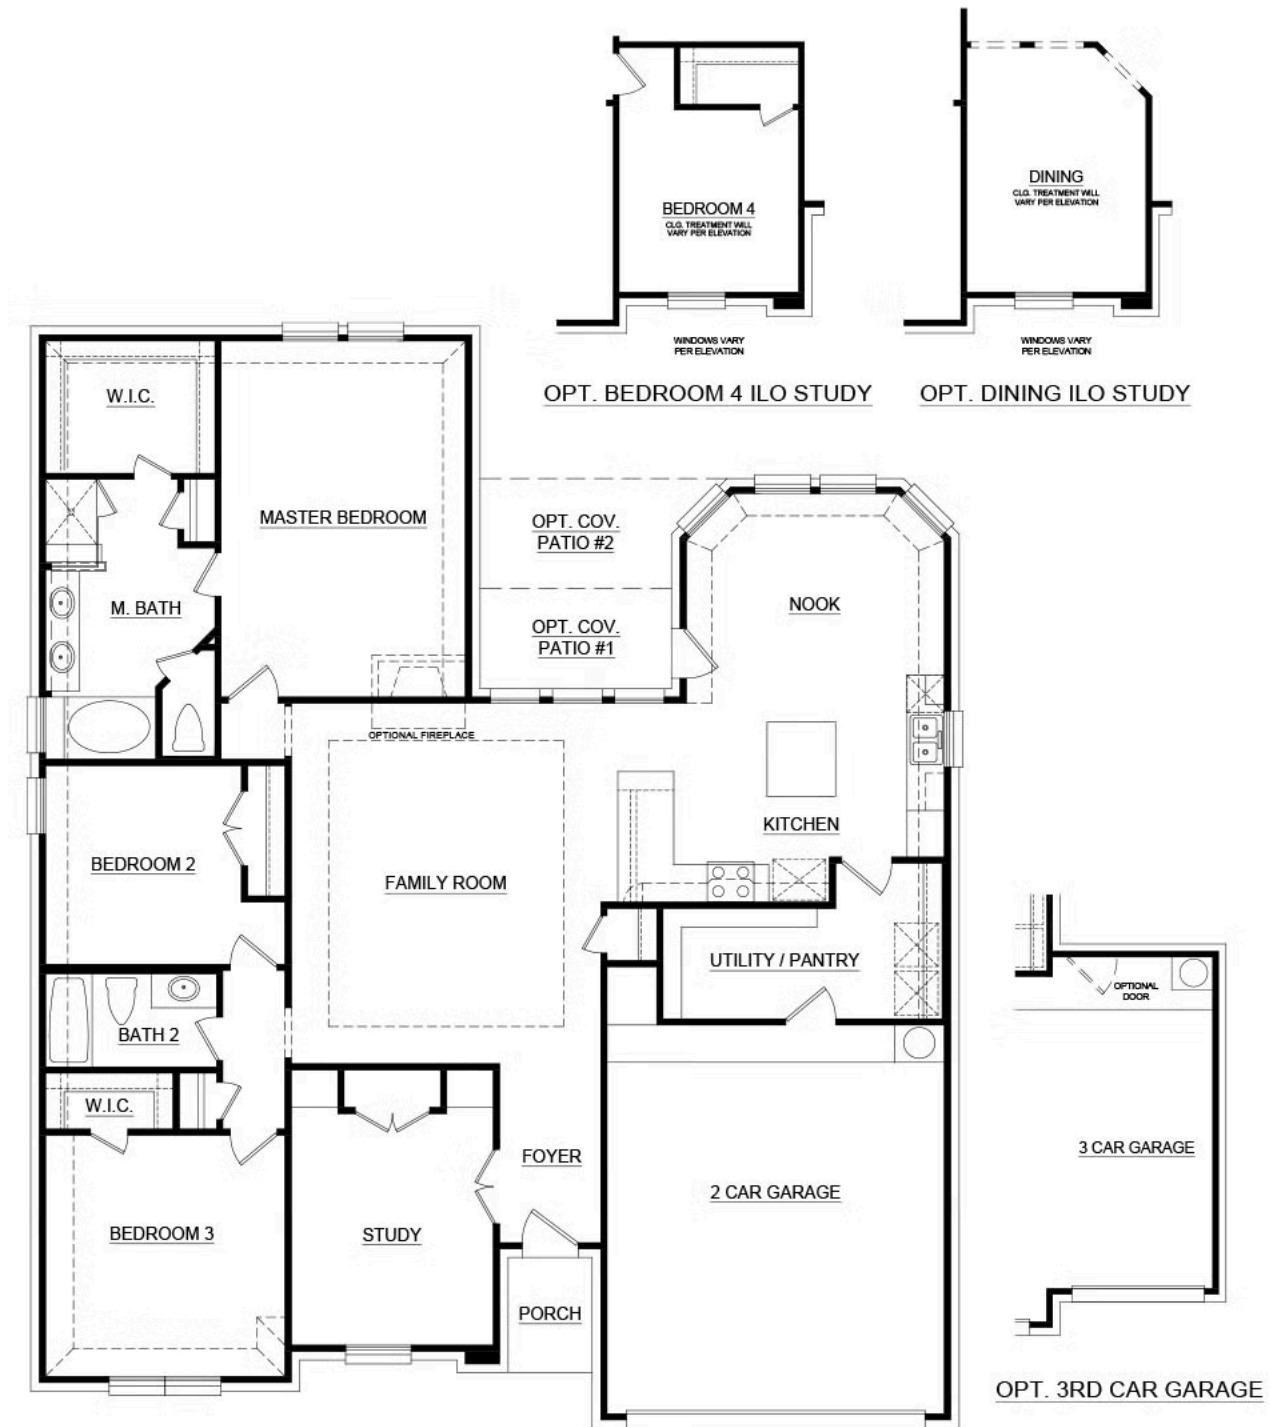 BEDROOM 4
CLG. TREATMENT WILL
VARY PER ELEVATION
WINDOWS VARY
PER ELEVATION
OPT. BEDROOM 4 ILO STUDY
DINING
CLG. TREATMENT WILL
VARY PER ELEVATION
WINDOWS VARY
PER ELEVATION
OPT. DINING ILO STUDY
W.I.C.
MASTER BEDROOM
OPT. COV.
PATIO #2
NOOK
M. BATH
OPT. COV.
PATIO #1
OPTIONAL FIREPLACE
KITCHEN
BEDROOM 2
FAMILY ROOM
UTILITY / PANTRY
BATH 2
W.I.C.
FOYER
2 CAR GARAGE
BEDROOM 3
STUDY
PORCH
OPTIONAL
DOOR
3 CAR GARAGE
OPT. 3RD CAR GARAGE